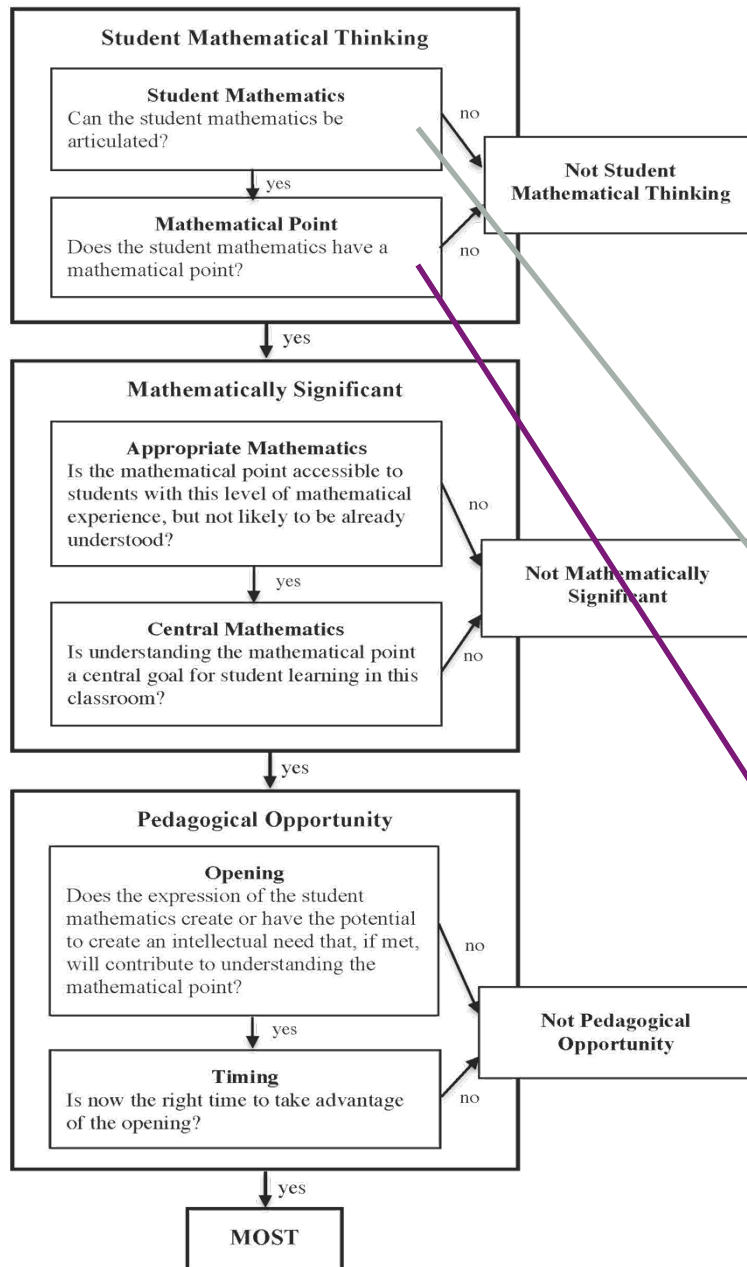 Student Mathematical Thinking
Student Mathematics
Can the student mathematics be
articulated?
no
Not Student
Mathematical Thinking
yes
Mathematical Point
Does the student mathematics have a
mathematical point?
no
yes
Mathematically Significant
Appropriate Mathematics
Is the mathematical point accessible to
students with this level of mathematical
experience, but not likely to be already
understood?
no
Not Mathematically
Significant
yes
Central Mathematics
Is understanding the mathematical point
a central goal for student learning in this
classroom?
no
yes
Pedagogical Opportunity
Opening
Does the expression of the student
mathematics create or have the potential
to create an intellectual need that, if met,
will contribute to understanding the
mathematical point?
no
Not Pedagogical
Opportunity
yes
Timing
Is now the right time to take advantage
of the opening?
no
yes
MOST